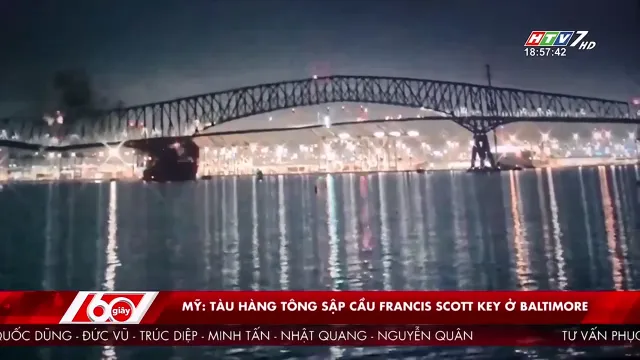 HTV7 HD
18:57:42
60 giây
MỸ: TÀU HÀNG TÔNG SẬP CẦU FRANCIS SCOTT KEY Ở BALTIMORE
QUỐC DŨNG - ĐỨC VŨ - TRÚC DIỆP - MINH TẤN - NHẬT QUANG - NGUYỄN QUÂN TƯ VẤN PHỤC